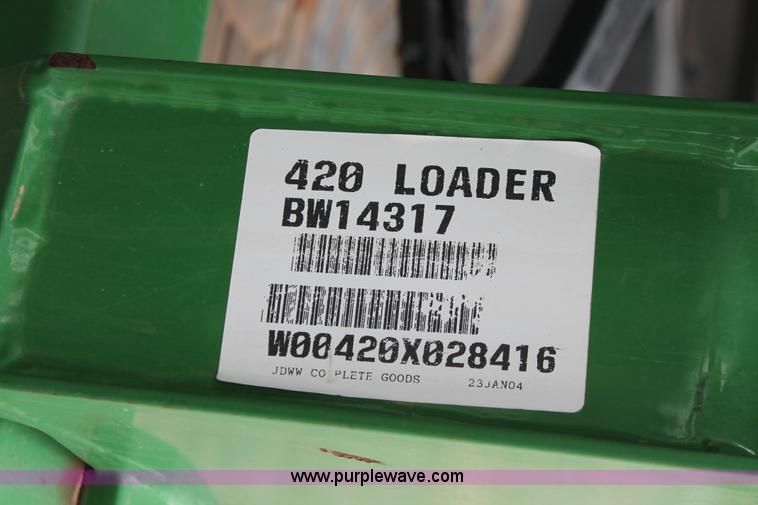 420 LOADER
BW14317
W00420X028416
JDWW CO PLETE GOODS 23JAN04
www.purplewave.com